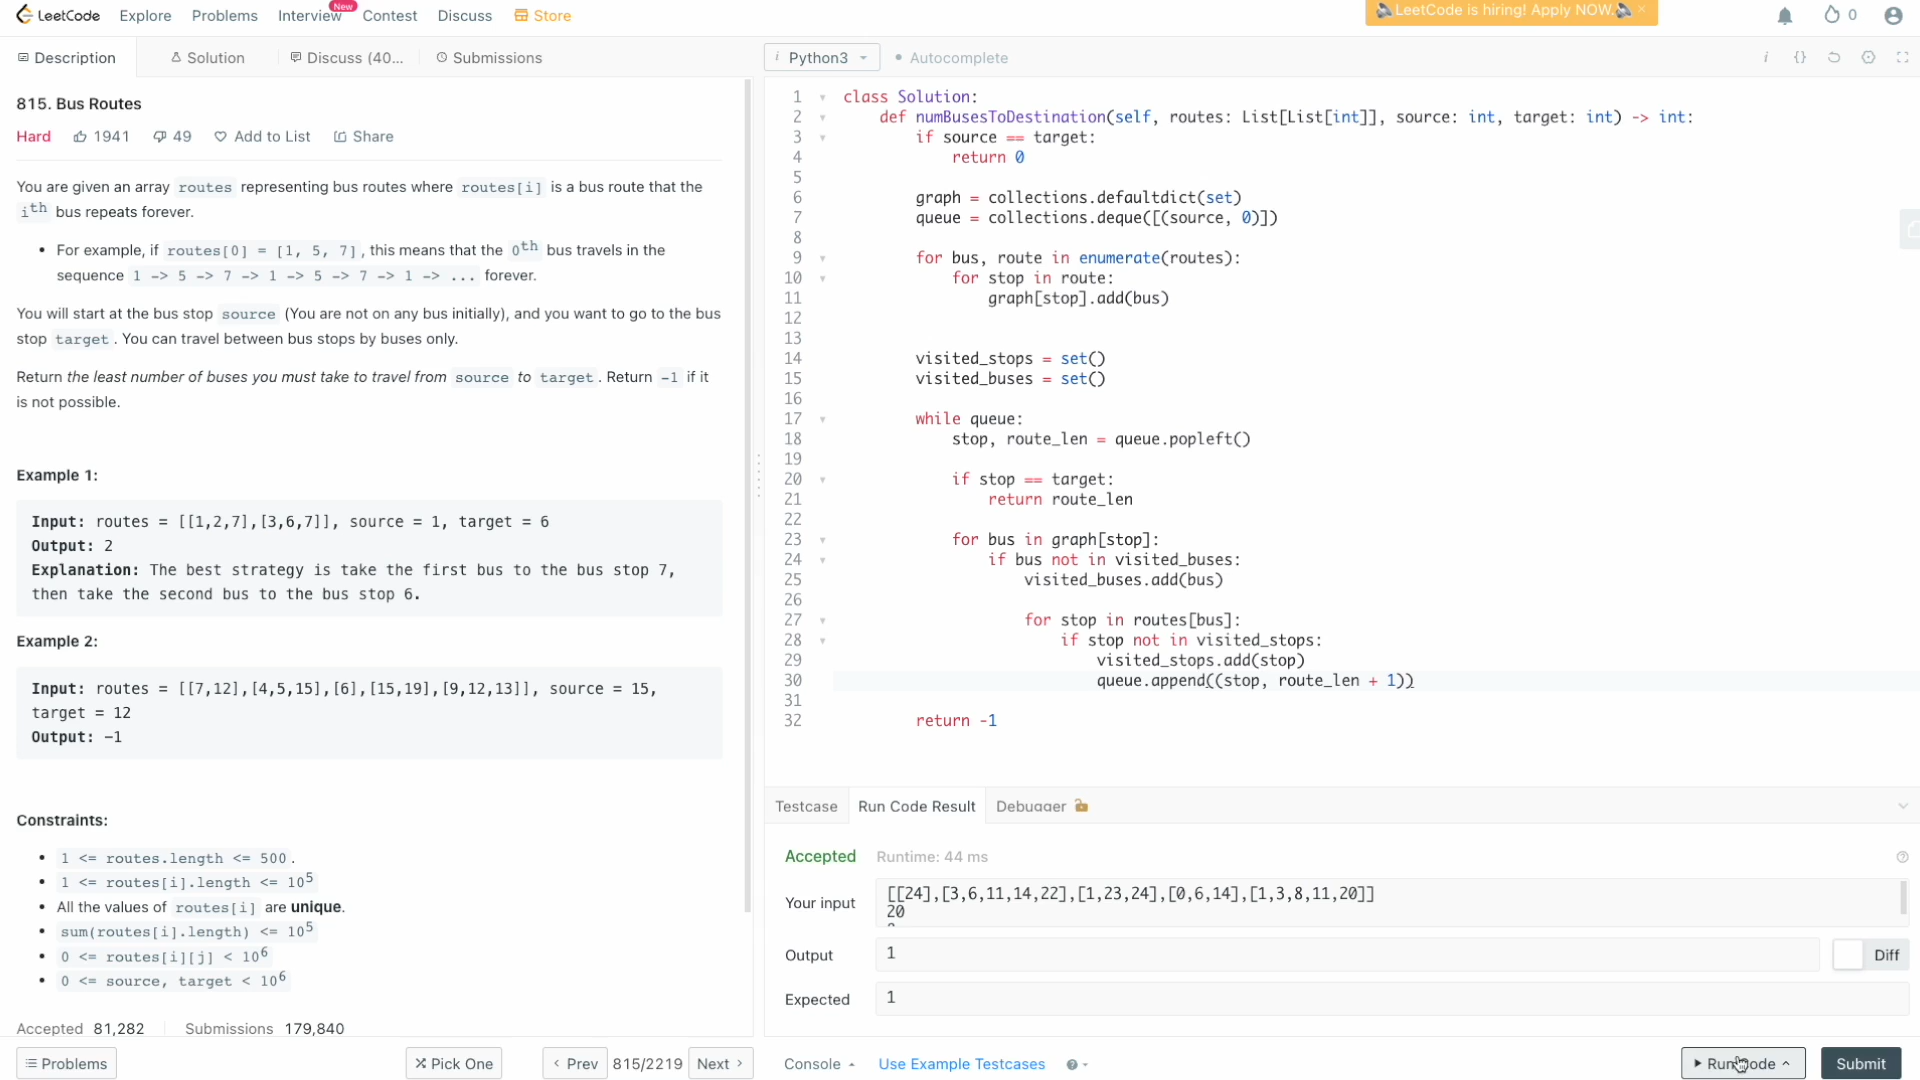 LeetCode Explore Problems Interview New Contest Discuss Store
LeetCode is hiring! Apply NOW.
0
Description Solution Discuss (40... Submissions
815. Bus Routes
Hard 1941 49 Add to List Share
You are given an array routes representing bus routes where routes[i] is a bus route that the
ith bus repeats forever.
• For example, if routes[0] = [1, 5, 7], this means that the 0th bus travels in the
sequence 1 -> 5 -> 7 -> 1 -> 5 -> 7 -> 1 -> ... forever.
You will start at the bus stop source (You are not on any bus initially), and you want to go to the bus
stop target. You can travel between bus stops by buses only.
Return the least number of buses you must take to travel from source to target. Return -1 if it
is not possible.
Example 1:
Input: routes = [[1,2,7],[3,6,7]], source = 1, target = 6
Output: 2
Explanation: The best strategy is take the first bus to the bus stop 7,
then take the second bus to the bus stop 6.
Example 2:
Input: routes = [[7,12],[4,5,15],[6],[15,19],[9,12,13]], source = 15,
target = 12
Output: -1
Constraints:
• 1 <= routes.length <= 500.
• 1 <= routes[i].length <= 10^5
• All the values of routes[i] are unique.
• sum(routes[i].length) <= 10^5
• 0 <= routes[i][j] < 10^6
• 0 <= source, target < 10^6
Accepted 81,282 Submissions 179,840
Problems Pick One < Prev 815/2219 Next >
i Python3 • Autocomplete i {}
1 class Solution:
2 def numBusesToDestination(self, routes: List[List[int]], source: int, target: int) -> int:
3 if source == target:
4 return 0
5
6 graph = collections.defaultdict(set)
7 queue = collections.deque([(source, 0)])
8
9 for bus, route in enumerate(routes):
10 for stop in route:
11 graph[stop].add(bus)
12
13
14 visited_stops = set()
15 visited_buses = set()
16
17 while queue:
18 stop, route_len = queue.popleft()
19
20 if stop == target:
21 return route_len
22
23 for bus in graph[stop]:
24 if bus not in visited_buses:
25 visited_buses.add(bus)
26
27 for stop in routes[bus]:
28 if stop not in visited_stops:
29 visited_stops.add(stop)
30 queue.append((stop, route_len + 1))
31
32 return -1
Testcase Run Code Result Debugger
Accepted Runtime: 44 ms
Your input [[24],[3,6,11,14,22],[1,23,24],[0,6,14],[1,3,8,11,20]]
20
Output 1 Diff
Expected 1
Console Use Example Testcases Run Code Submit